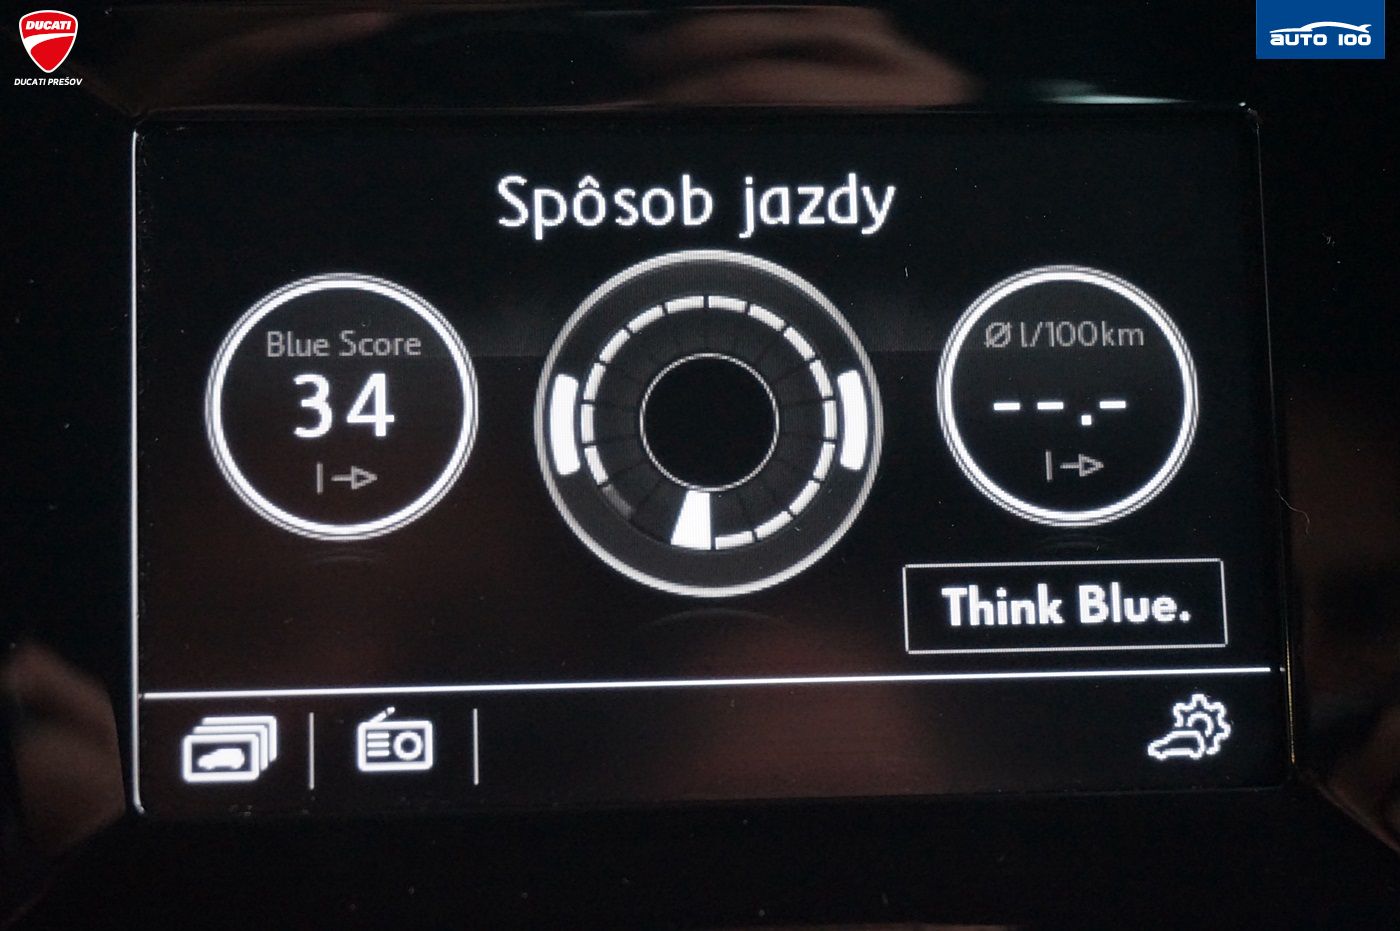 DUCATI
DUCATI PREŠOV
AUTO 100
Spôsob jazdy
Blue Score
34
Ø l/100km
--.-
Think Blue.